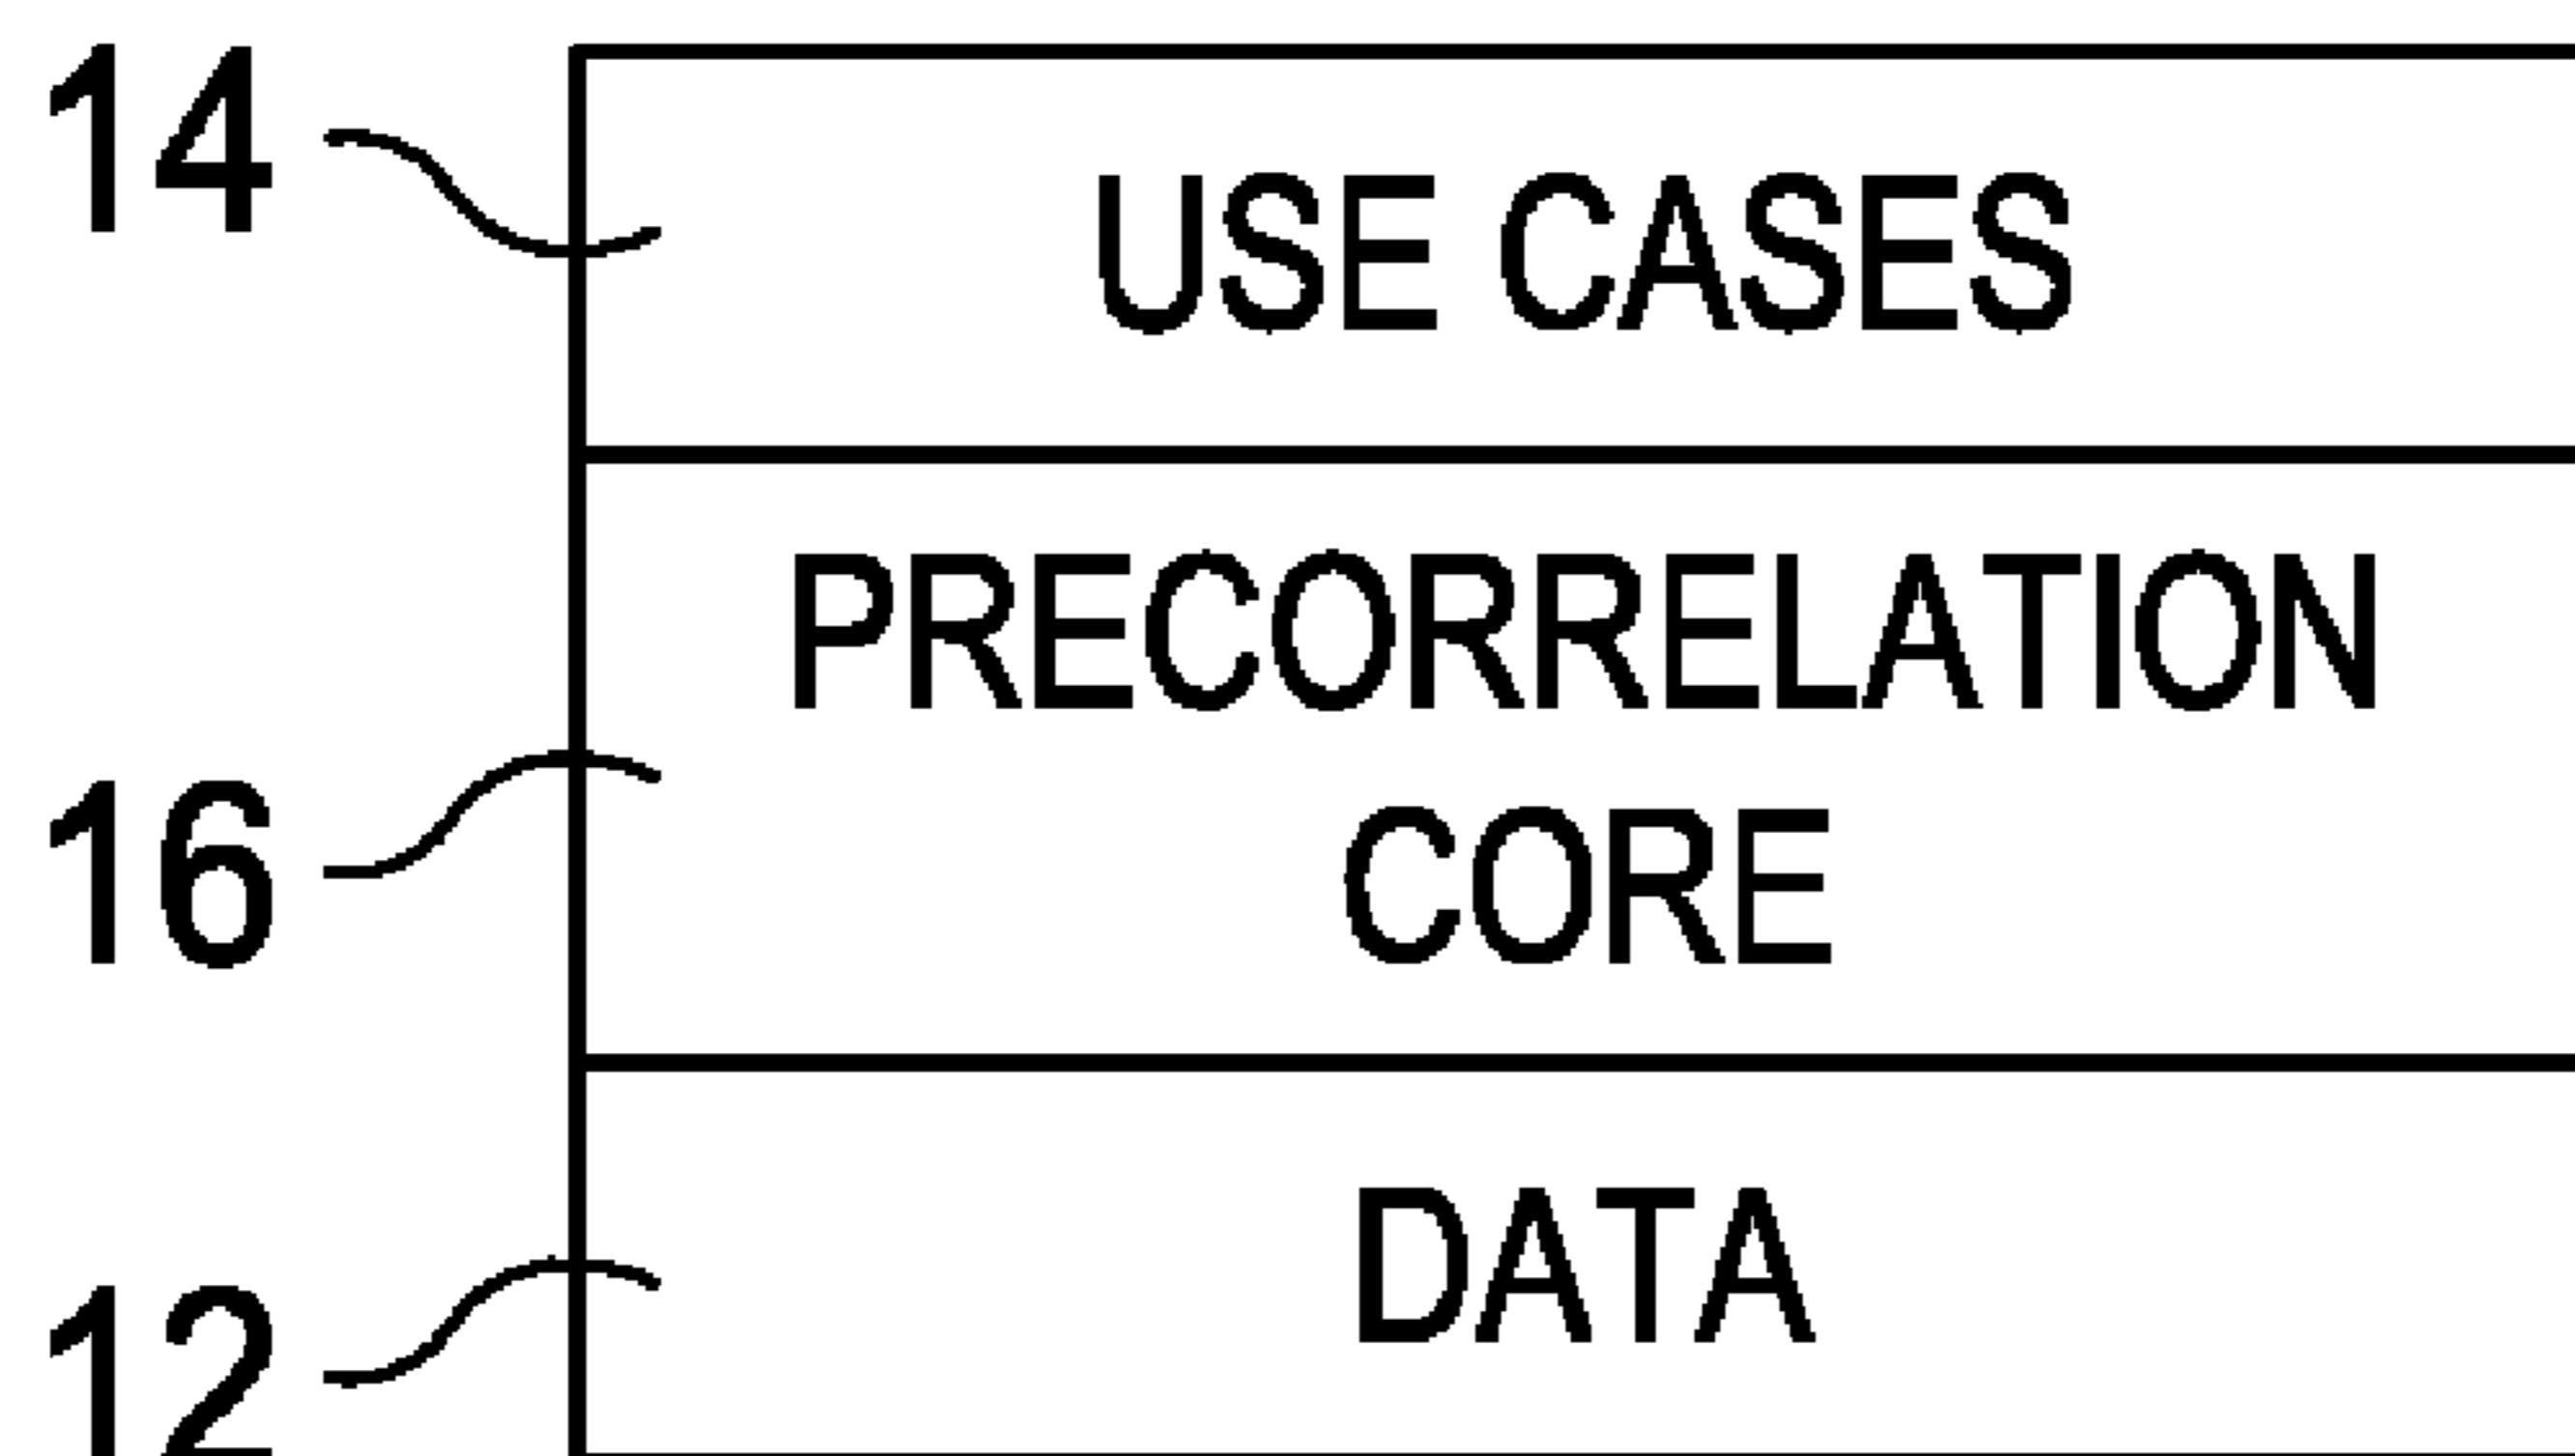 14
USE CASES
PRECORRELATION
16
CORE
DATA
12